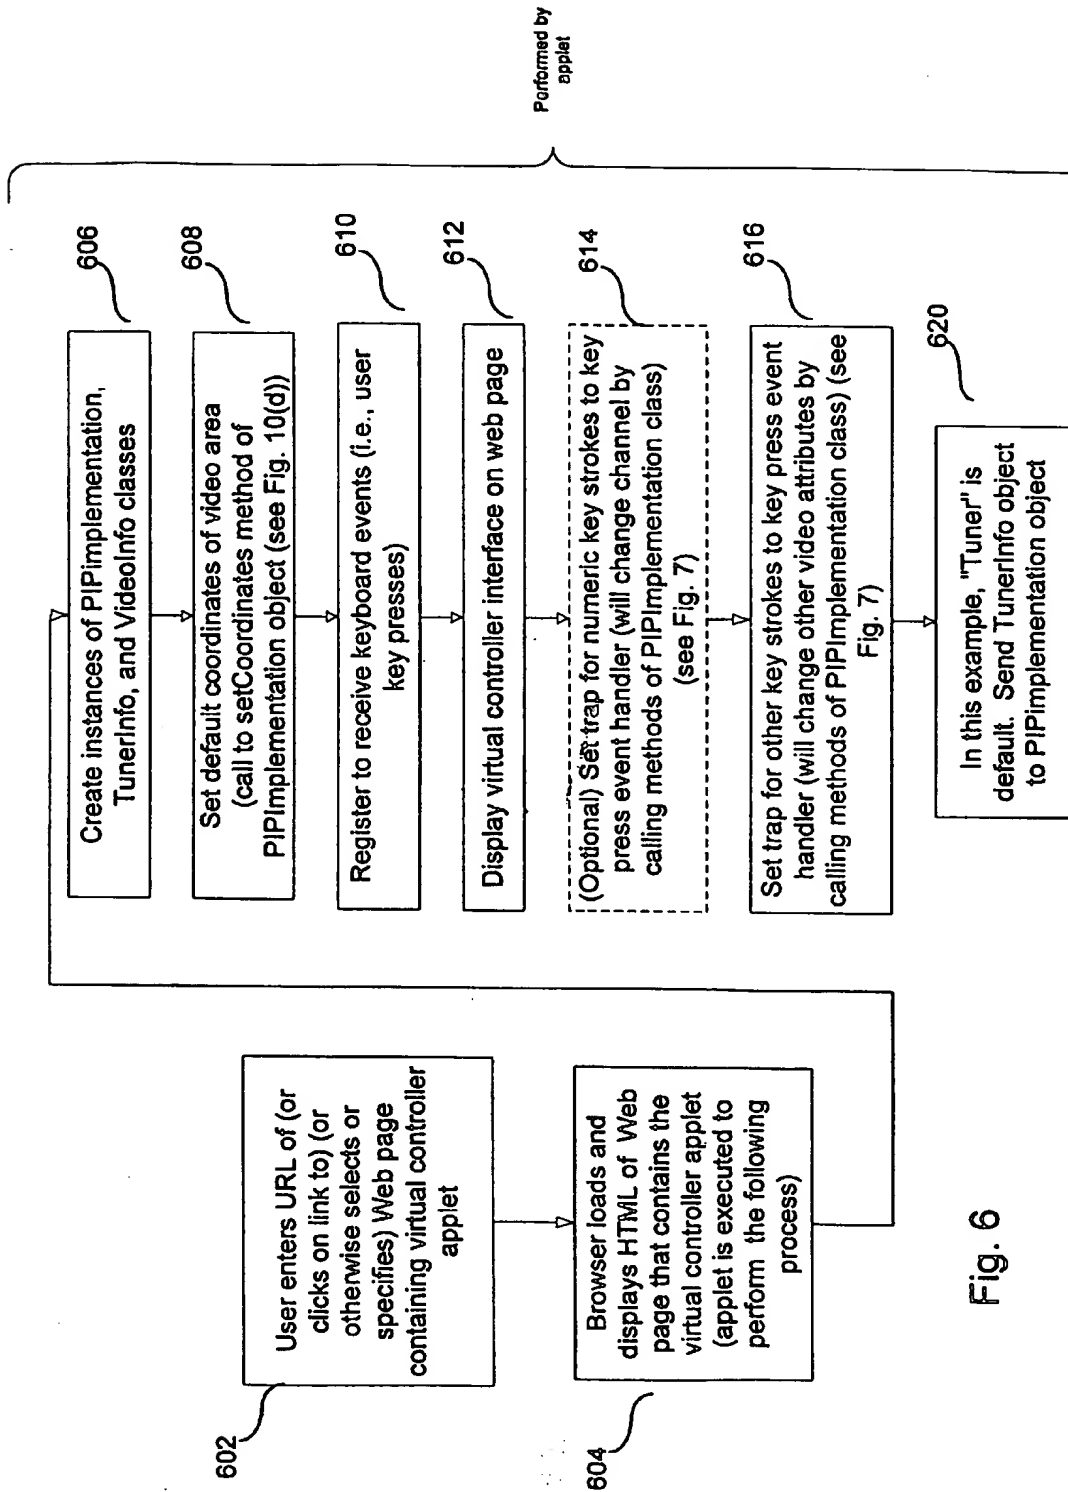 602
User enters URL of (or
clicks on link to) (or
otherwise selects or
specifies) Web page
containing virtual controller
applet
604
Browser loads and
displays HTML of Web
page that contains the
virtual controller applet
(applet is executed to
perform the following
process)
606
Create instances of PIPimplementation,
TunerInfo, and VideoInfo classes
608
Set default coordinates of video area
(call to setCoordinates method of
PIPImplementation object (see Fig. 10(d))
610
Register to receive keyboard events (i.e., user
key presses)
612
Display virtual controller interface on web page
614
(Optional) Set trap for numeric key strokes to key
press event handler (will change channel by
calling methods of PIPImplementation class)
(see Fig. 7)
616
Set trap for other key strokes to key press event
handler (will change other video attributes by
calling methods of PIPImplementation class) (see
Fig. 7)
620
In this example, "Tuner" is
default. Send TunerInfo object
to PIPImplementation object
Performed by
applet
Fig. 6